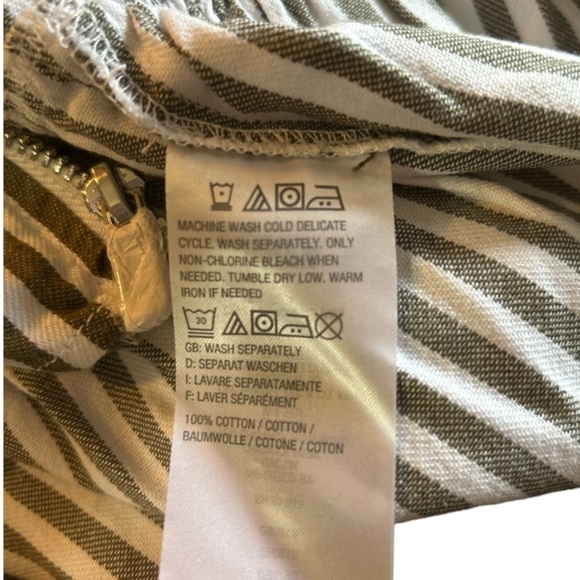 MACHINE WASH COLD DELICATE
CYCLE. WASH SEPARATELY. ONLY
NON-CHLORINE BLEACH WHEN
NEEDED. TUMBLE DRY LOW. WARM
IRON IF NEEDED
30
GB: WASH SEPARATELY
D: SEPARAT WASCHEN
I: LAVARE SEPARATAMENTE
F: LAVER SÉPARÉMENT
100% COTTON / COTTON /
BAUMWOLLE / COTONE / COTON